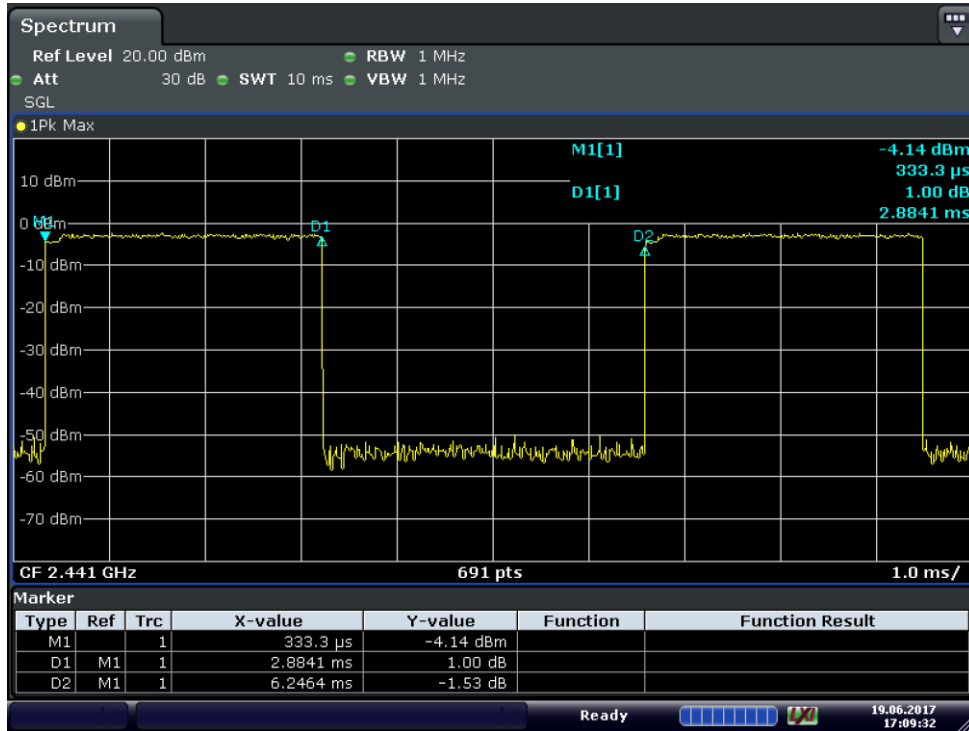 Spectrum
Ref Level 20.00 dBm RBW 1 MHz
Att 30 dB SWT 10 ms VBW 1 MHz
SGL
1Pk Max
M1[1] -4.14 dBm
333.3 µs
10 dBm
D1[1] 1.00 dB
2.8841 ms
0 dBm
M1
D1
D2
-10 dBm
-20 dBm
-30 dBm
-40 dBm
-50 dBm
-60 dBm
-70 dBm
CF 2.441 GHz 691 pts 1.0 ms/
Marker
Type Ref Trc X-value Y-value Function Function Result
M1 1 333.3 µs -4.14 dBm
D1 M1 1 2.8841 ms 1.00 dB
D2 M1 1 6.2464 ms -1.53 dB
Ready LXI 19.06.2017
17:09:32